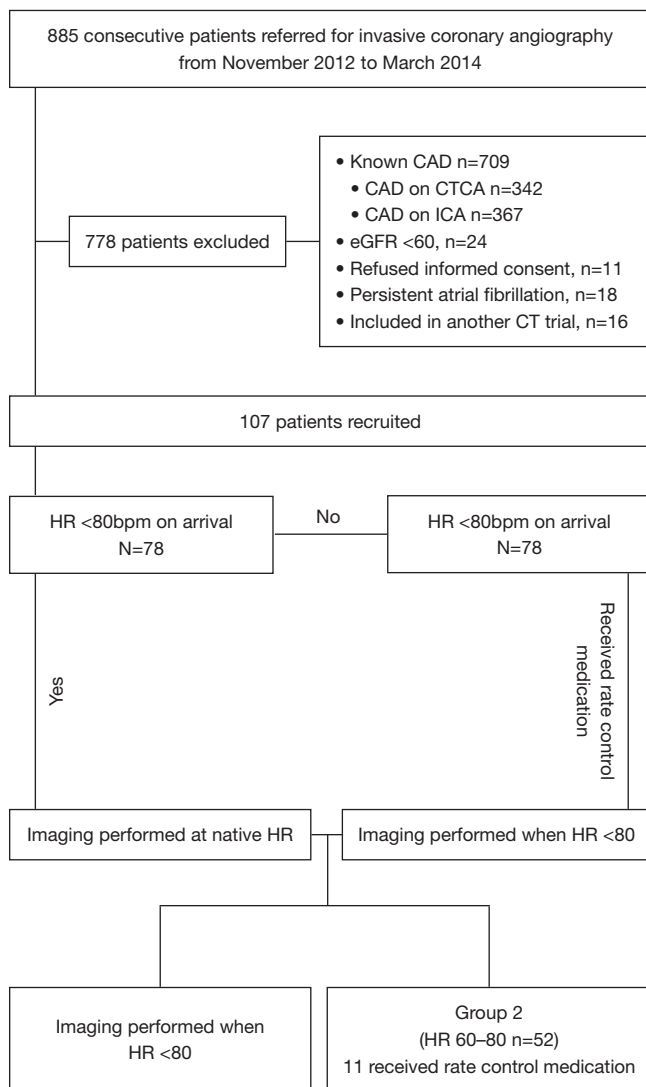 885 consecutive patients referred for invasive coronary angiography
from November 2012 to March 2014
• Known CAD n=709
• CAD on CTCA n=342
• CAD on ICA n=367
• eGFR <60, n=24
• Refused informed consent, n=11
• Persistent atrial fibrillation, n=18
• Included in another CT trial, n=16
778 patients excluded
107 patients recruited
HR <80bpm on arrival
N=78
No
HR <80bpm on arrival
N=78
Yes
Received rate control
medication
Imaging performed at native HR
Imaging performed when HR <80
Imaging performed when
HR <80
Group 2
(HR 60–80 n=52)
11 received rate control medication